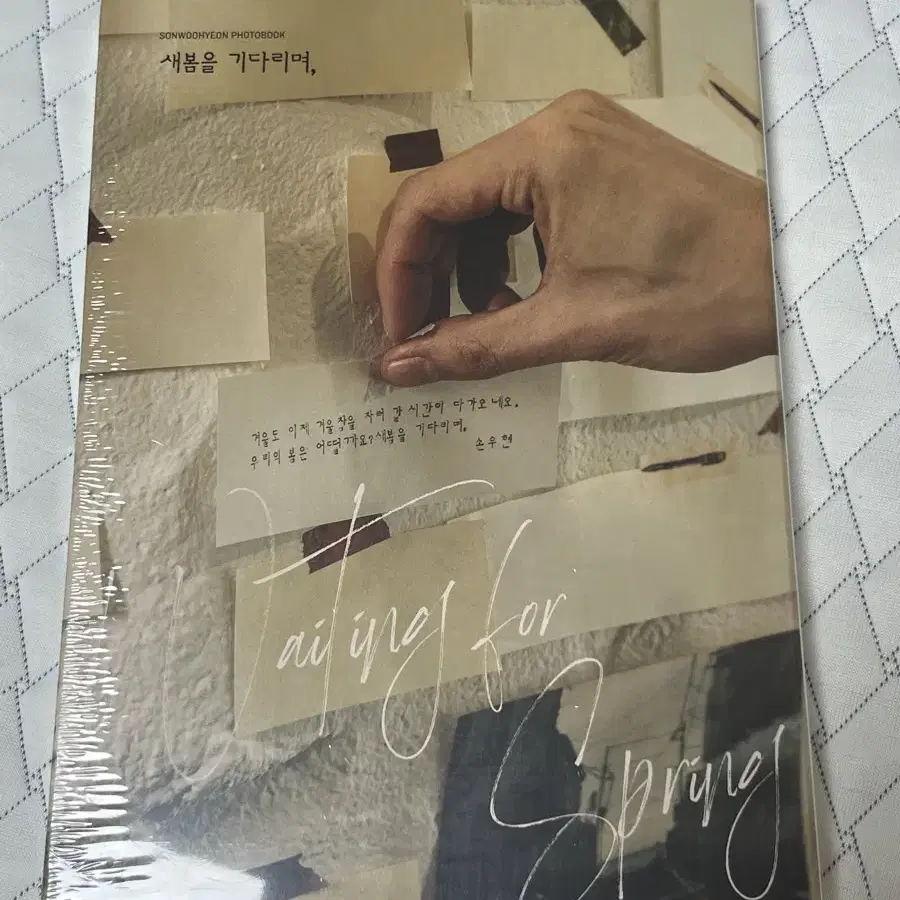 SONWOOHYEON PHOTOBOOK
새봄을 기다리며,
겨울도 이제 겨울잠을 자러 갈 시간이 다가오네요.
우리의 봄은 어떨까요? 새봄을 기다리며,
손우현
Waiting for
Spring